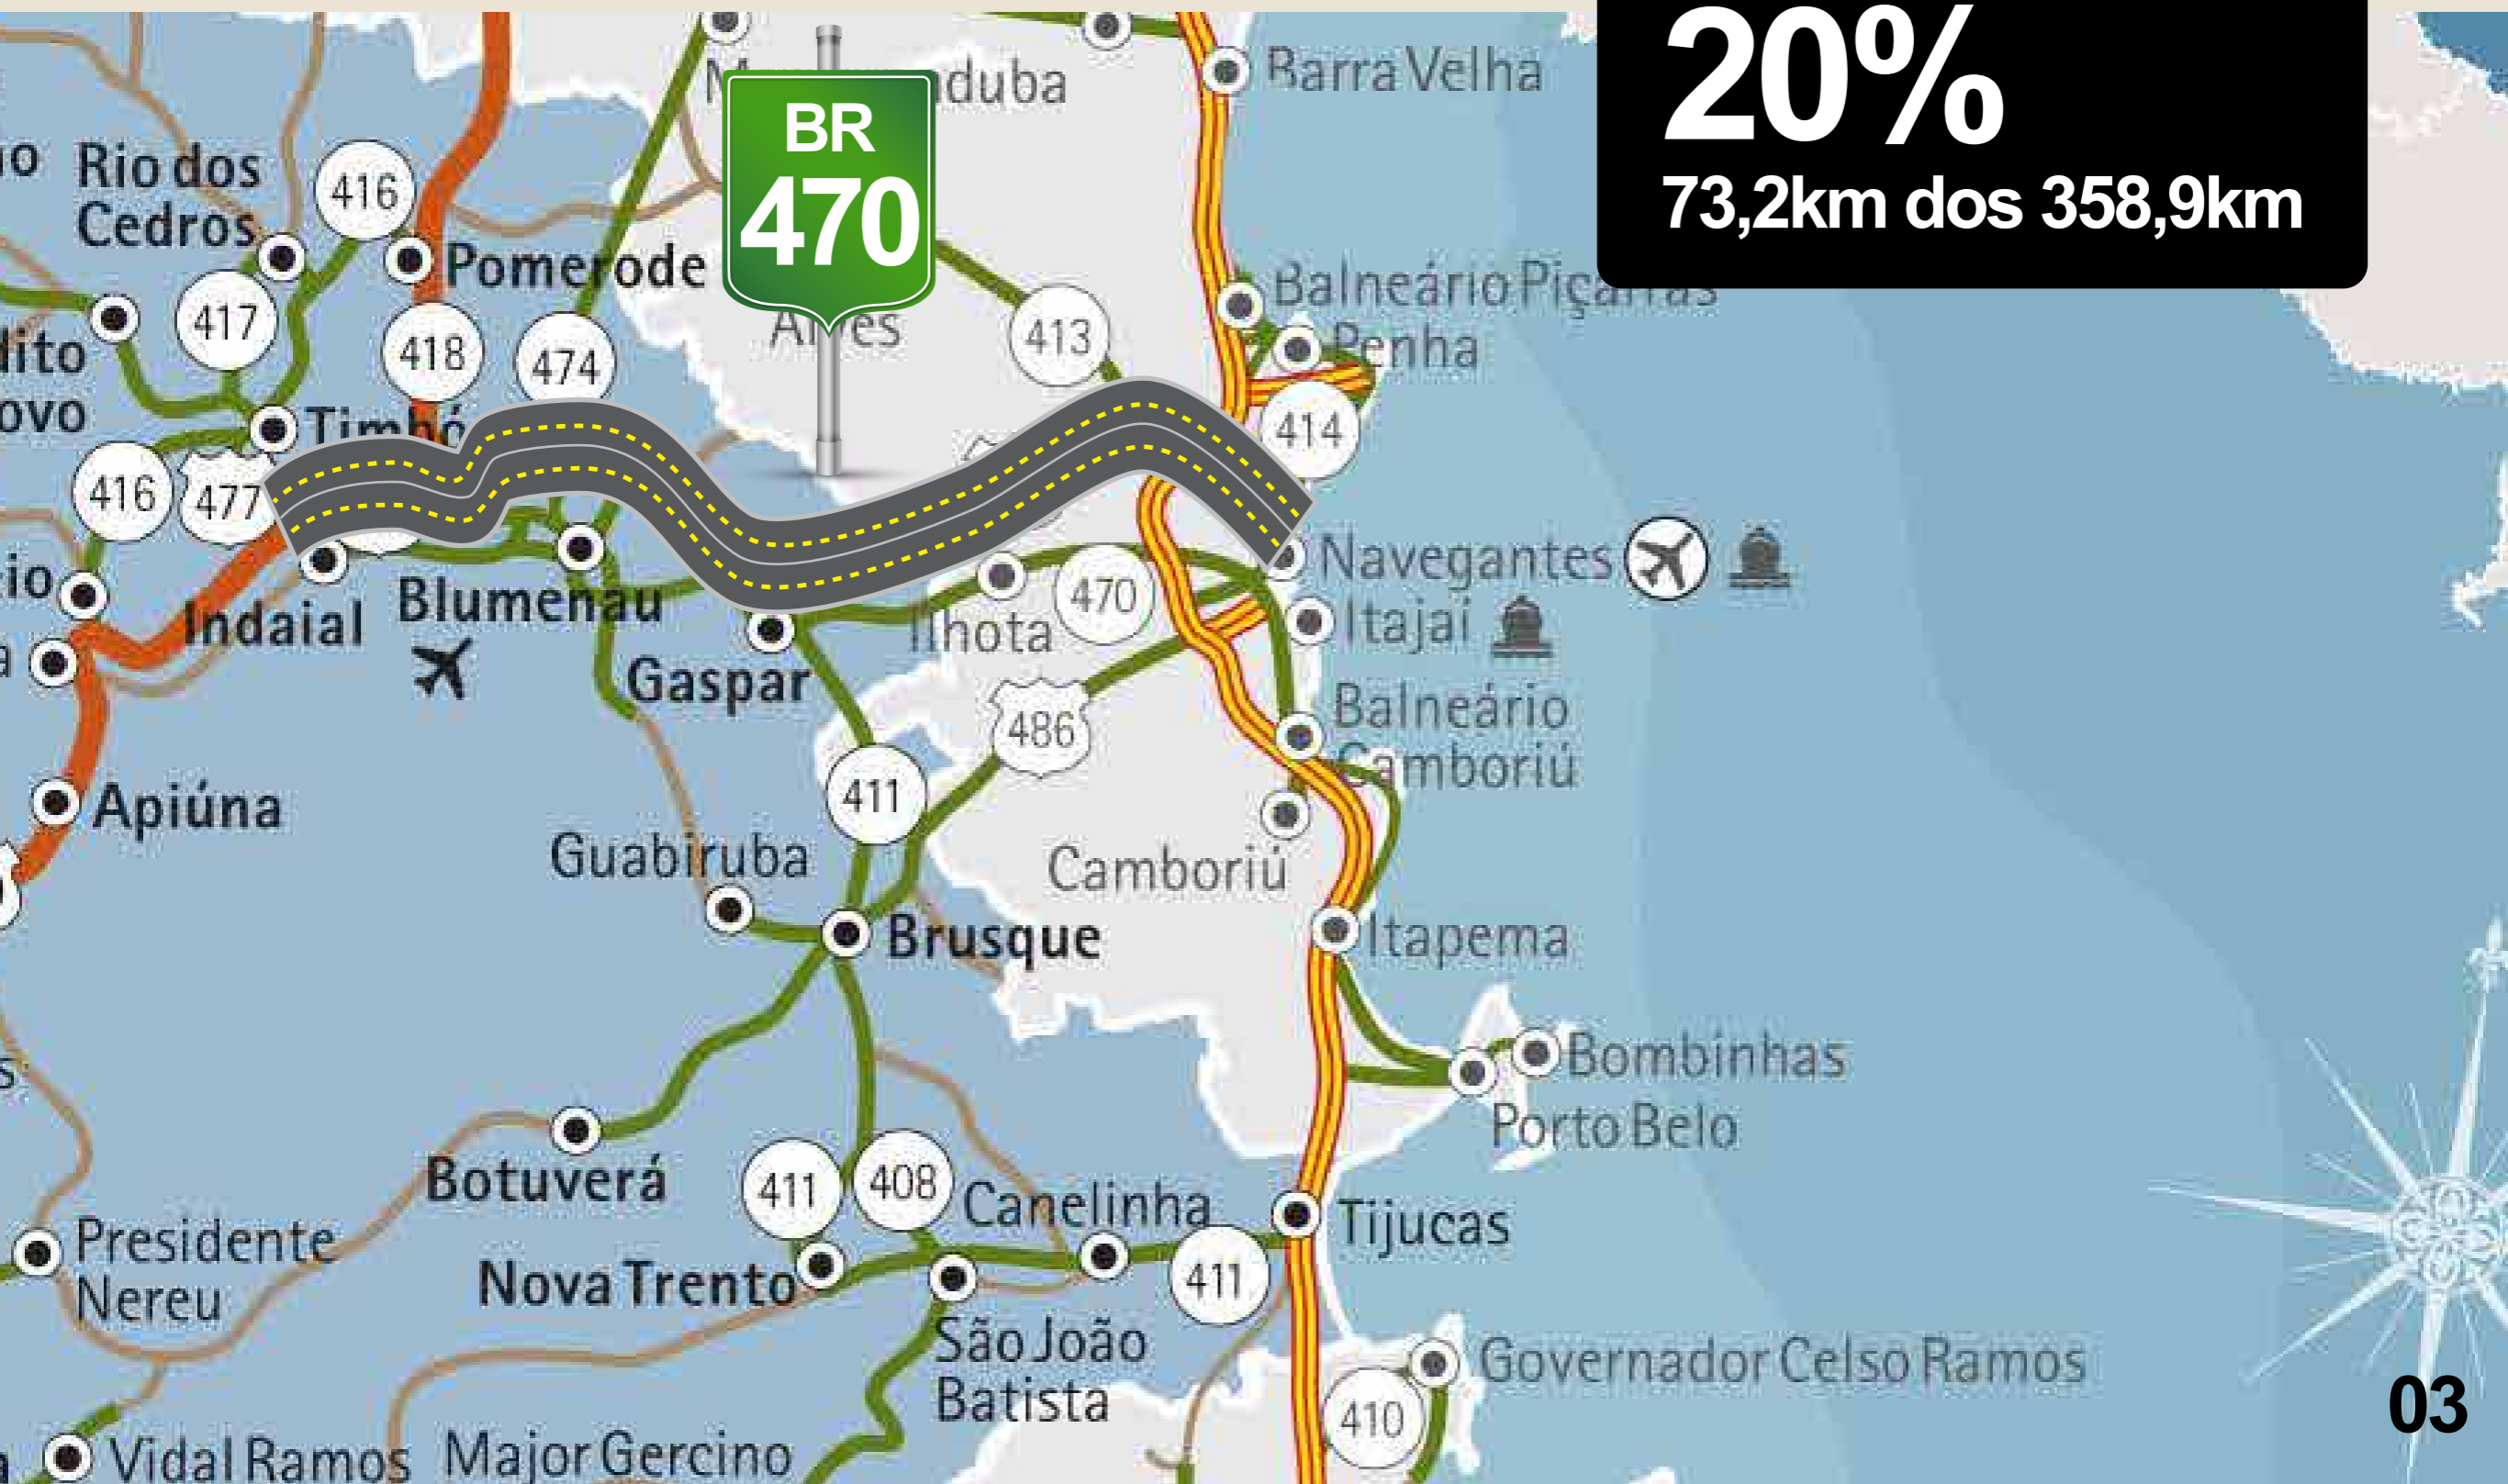 20%
73,2km dos 358,9km
Barra Velha
BR
470
Rio dos
Cedros
416
Pomerode
417
418
474
413
Balneário Piçarras
Penha
414
Timbó
416
477
Navegantes
Indaial
Blumenau
470
Ilhota
Itajaí
Gaspar
486
Balneário
Camboriú
411
Apiúna
Guabiruba
Camboriú
Brusque
Itapema
Bombinhas
Porto Belo
Botuverá
411
408
Canelinha
Tijucas
Presidente
Nereu
Nova Trento
411
São João
Batista
Governador Celso Ramos
410
03
Vidal Ramos
Major Gercino